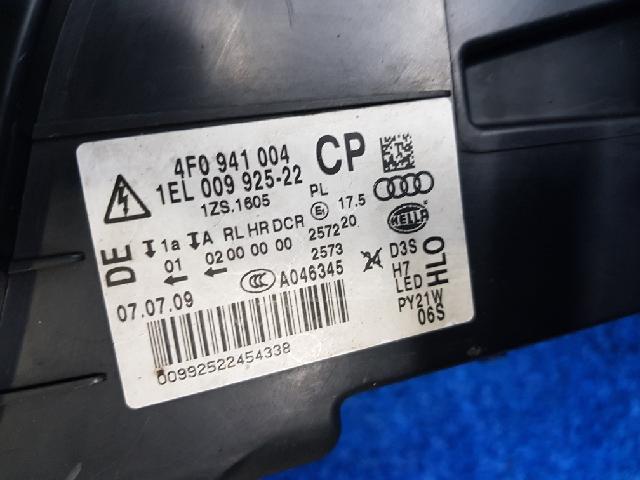 4F0 941 004 CP
1EL 009 925-22
1ZS.1605 PL
DE 1a A RL HR DCR E1 17.5
01 02 00 00 00 257220
2573
CCC A046345 24 D3S
07.07.09 H7
LED
HLO
PY21W
06S
HELLA
00992522454338